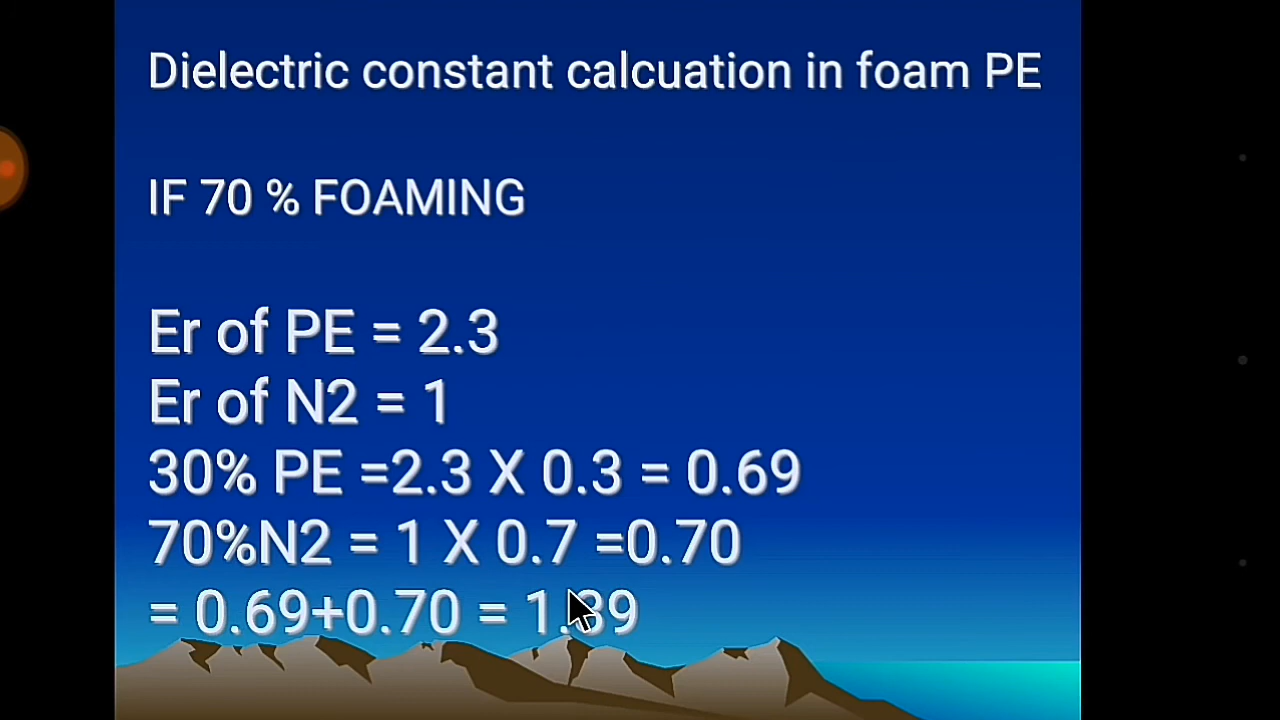 Dielectric constant calcuation in foam PE
IF 70 % FOAMING
Er of PE = 2.3
Er of N2 = 1
30% PE =2.3 X 0.3 = 0.69
70%N2 = 1 X 0.7 =0.70
= 0.69+0.70 = 1.39